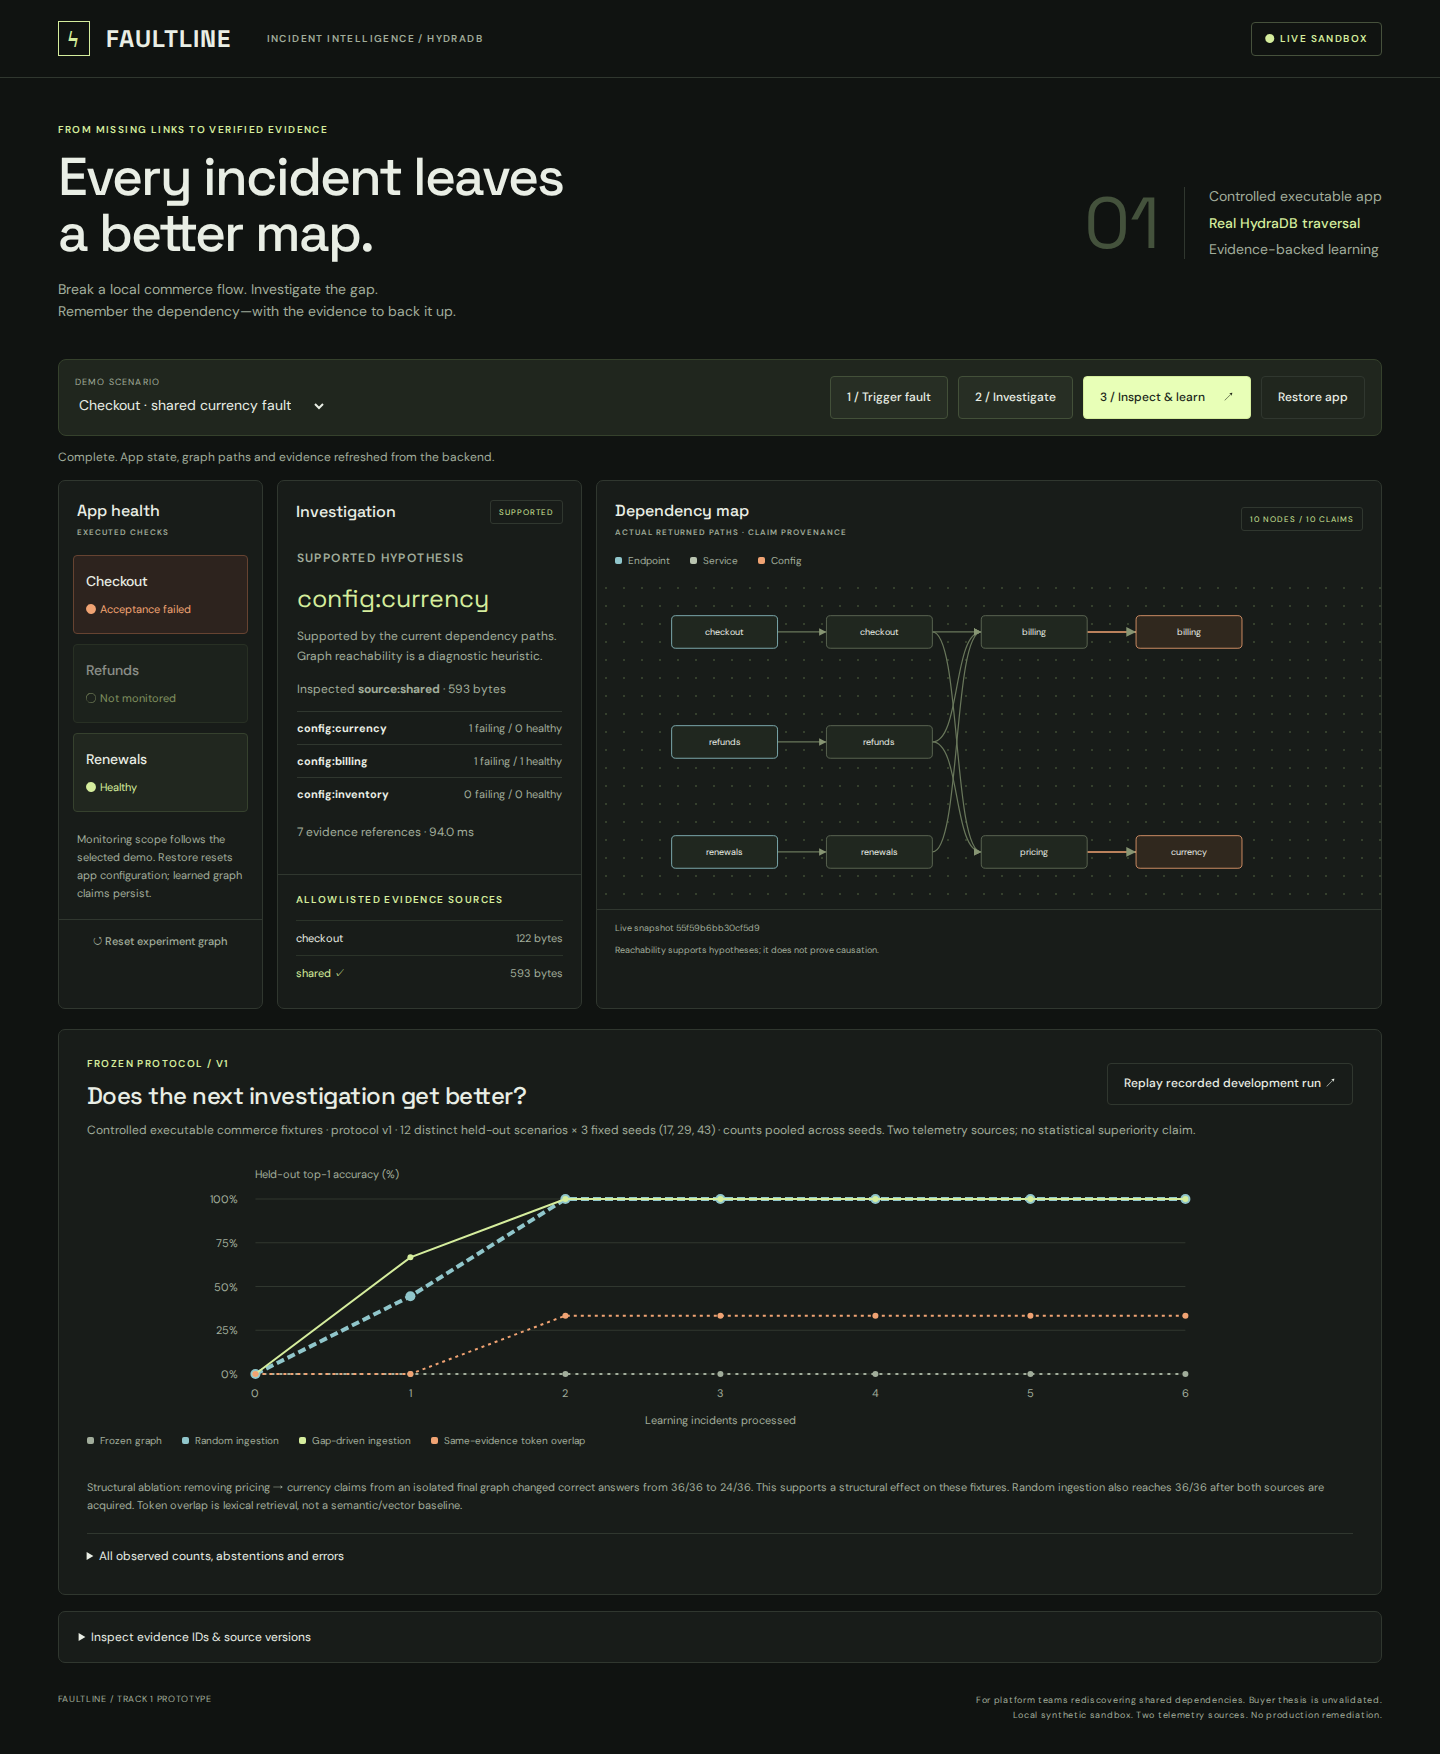 FAULTLINE
INCIDENT INTELLIGENCE / HYDRADB
LIVE SANDBOX
FROM MISSING LINKS TO VERIFIED EVIDENCE
Every incident leaves
a better map.
Break a local commerce flow. Investigate the gap.
Remember the dependency—with the evidence to back it up.
01
Controlled executable app
Real HydraDB traversal
Evidence-backed learning
DEMO SCENARIO
Checkout · shared currency fault
1 / Trigger fault
2 / Investigate
3 / Inspect & learn ↗
Restore app
Complete. App state, graph paths and evidence refreshed from the backend.
App health
EXECUTED CHECKS
Checkout
Acceptance failed
Refunds
Not monitored
Renewals
Healthy
Monitoring scope follows the
selected demo. Restore resets
app configuration; learned graph
claims persist.
↺ Reset experiment graph
Investigation
SUPPORTED
SUPPORTED HYPOTHESIS
config:currency
Supported by the current dependency paths.
Graph reachability is a diagnostic heuristic.
Inspected source:shared · 593 bytes
config:currency 1 failing / 0 healthy
config:billing 1 failing / 1 healthy
config:inventory 0 failing / 0 healthy
7 evidence references · 94.0 ms
ALLOWLISTED EVIDENCE SOURCES
checkout 122 bytes
shared ✓ 593 bytes
Dependency map
ACTUAL RETURNED PATHS · CLAIM PROVENANCE
10 NODES / 10 CLAIMS
Endpoint Service Config
checkout checkout billing billing
refunds refunds
renewals renewals pricing currency
Live snapshot 55f59b6bb30cf5d9
Reachability supports hypotheses; it does not prove causation.
FROZEN PROTOCOL / V1
Does the next investigation get better?
Replay recorded development run ↗
Controlled executable commerce fixtures · protocol v1 · 12 distinct held-out scenarios × 3 fixed seeds (17, 29, 43) · counts pooled across seeds. Two telemetry sources; no statistical superiority claim.
Held-out top-1 accuracy (%)
100%
75%
50%
25%
0%
0 1 2 3 4 5 6
Learning incidents processed
Frozen graph Random ingestion Gap-driven ingestion Same-evidence token overlap
Structural ablation: removing pricing → currency claims from an isolated final graph changed correct answers from 36/36 to 24/36. This supports a structural effect on these fixtures. Random ingestion also reaches 36/36 after both sources are
acquired. Token overlap is lexical retrieval, not a semantic/vector baseline.
▶ All observed counts, abstentions and errors
▶ Inspect evidence IDs & source versions
FAULTLINE / TRACK 1 PROTOTYPE
For platform teams rediscovering shared dependencies. Buyer thesis is unvalidated.
Local synthetic sandbox. Two telemetry sources. No production remediation.